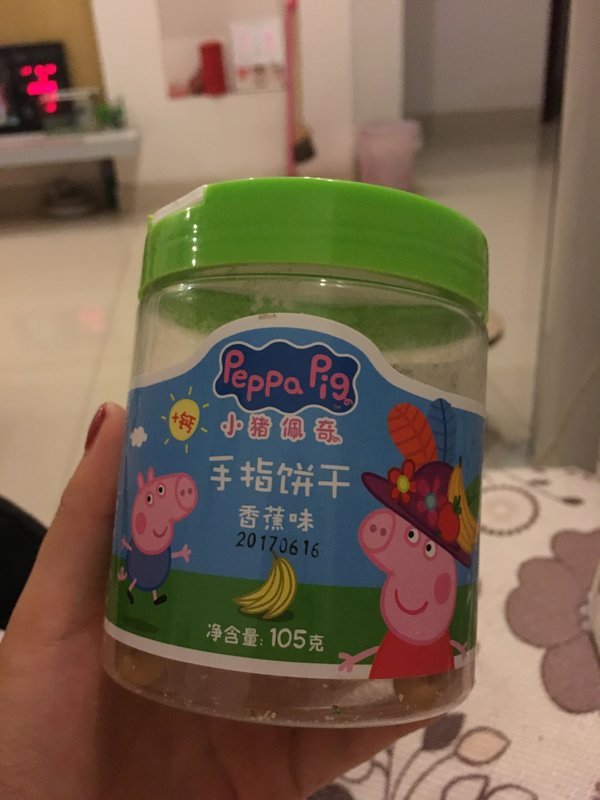 Peppa Pig
小猪佩奇
+钙
手指饼干
香蕉味
20170616
净含量: 105克